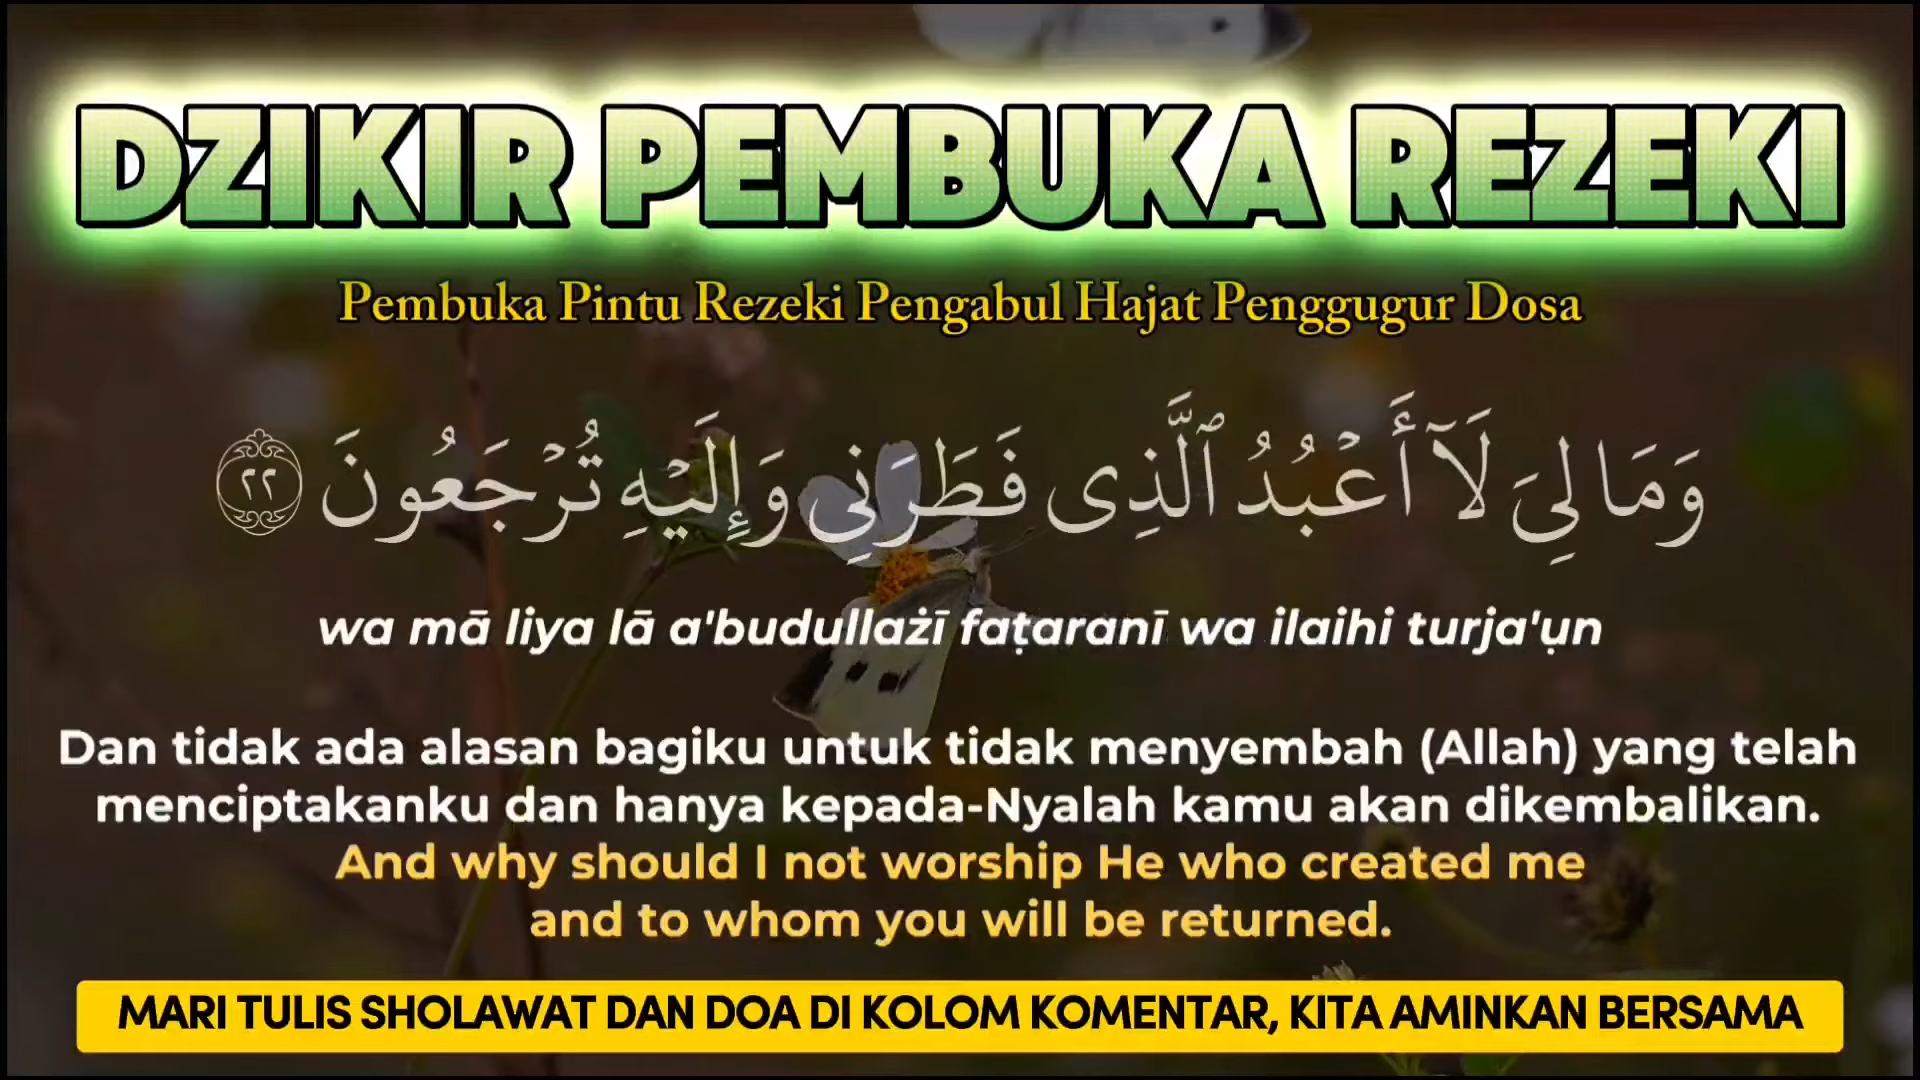 DZIKIR PEMBUKA REZEKI
Pembuka Pintu Rezeki Pengabul Hajat Penggugur Dosa
وَمَا لِىَ لَآ أَعْبُدُ ٱلَّذِى فَطَرَنِى وَإِلَيْهِ تُرْجَعُونَ ٢٢
wa mā liya lā a'budullażī faṭaranī wa ilaihi turja'ụn
Dan tidak ada alasan bagiku untuk tidak menyembah (Allah) yang telah
menciptakanku dan hanya kepada-Nyalah kamu akan dikembalikan.
And why should I not worship He who created me
and to whom you will be returned.
MARI TULIS SHOLAWAT DAN DOA DI KOLOM KOMENTAR, KITA AMINKAN BERSAMA